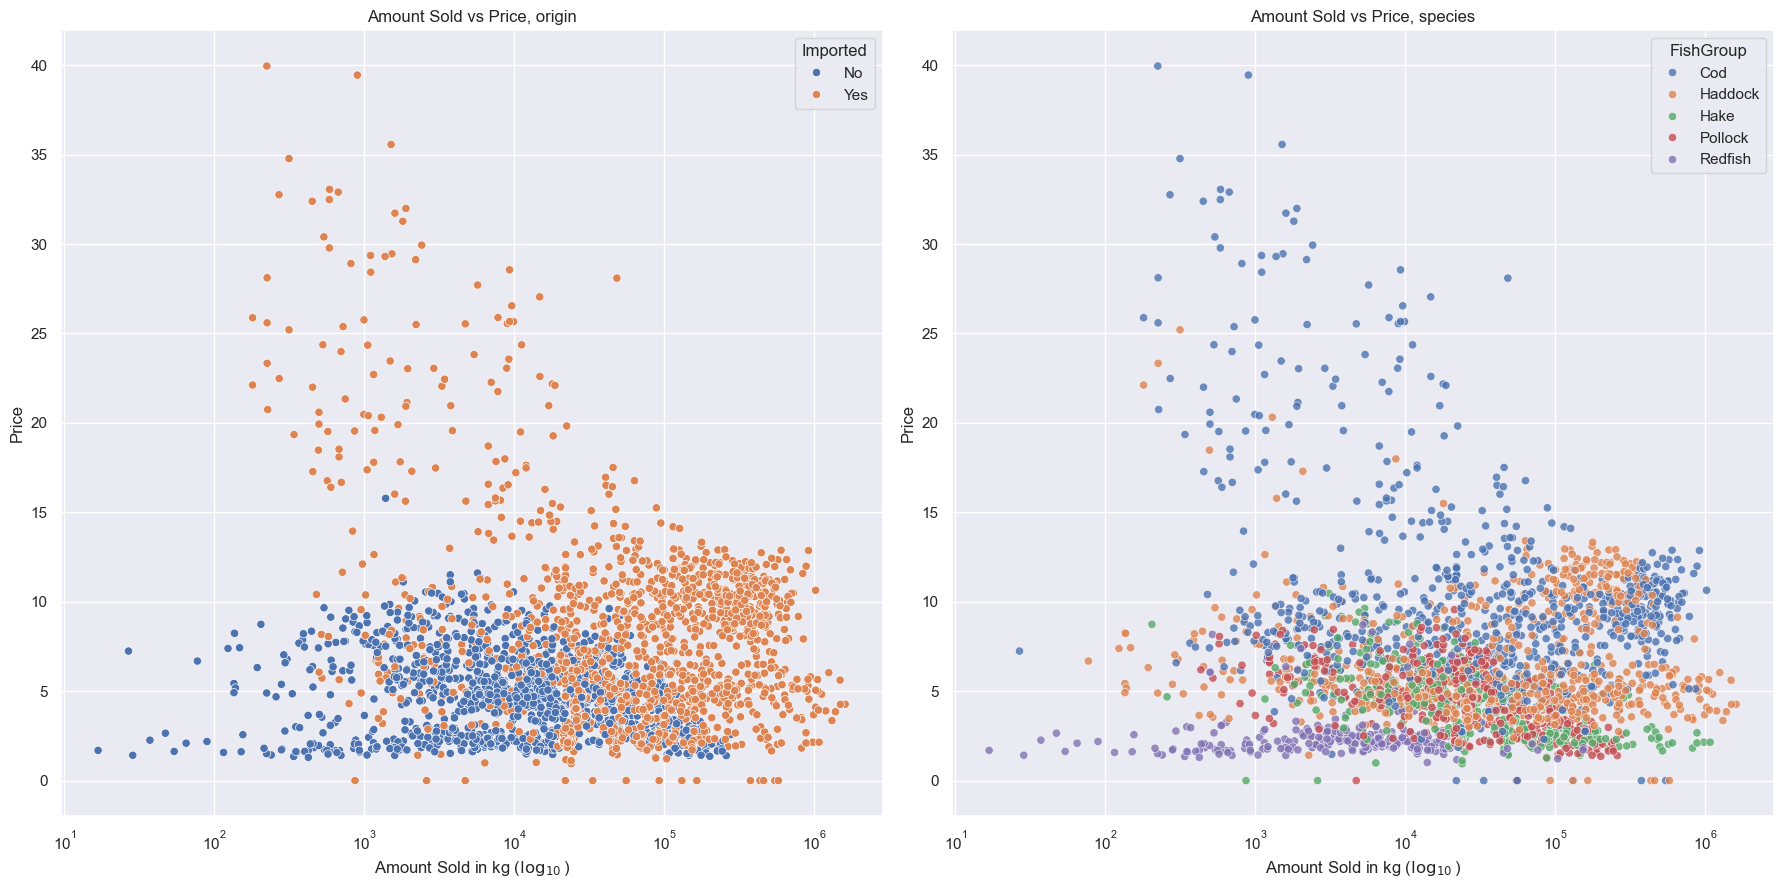 Amount Sold vs Price, origin
Imported
No
Yes
40
35
30
25
20
15
10
5
0
Price
10¹
10²
10³
10⁴
10⁵
10⁶
Amount Sold in kg (log₁₀ )
Amount Sold vs Price, species
FishGroup
Cod
Haddock
Hake
Pollock
Redfish
40
35
30
25
20
15
10
5
0
Price
10¹
10²
10³
10⁴
10⁵
10⁶
Amount Sold in kg (log₁₀ )